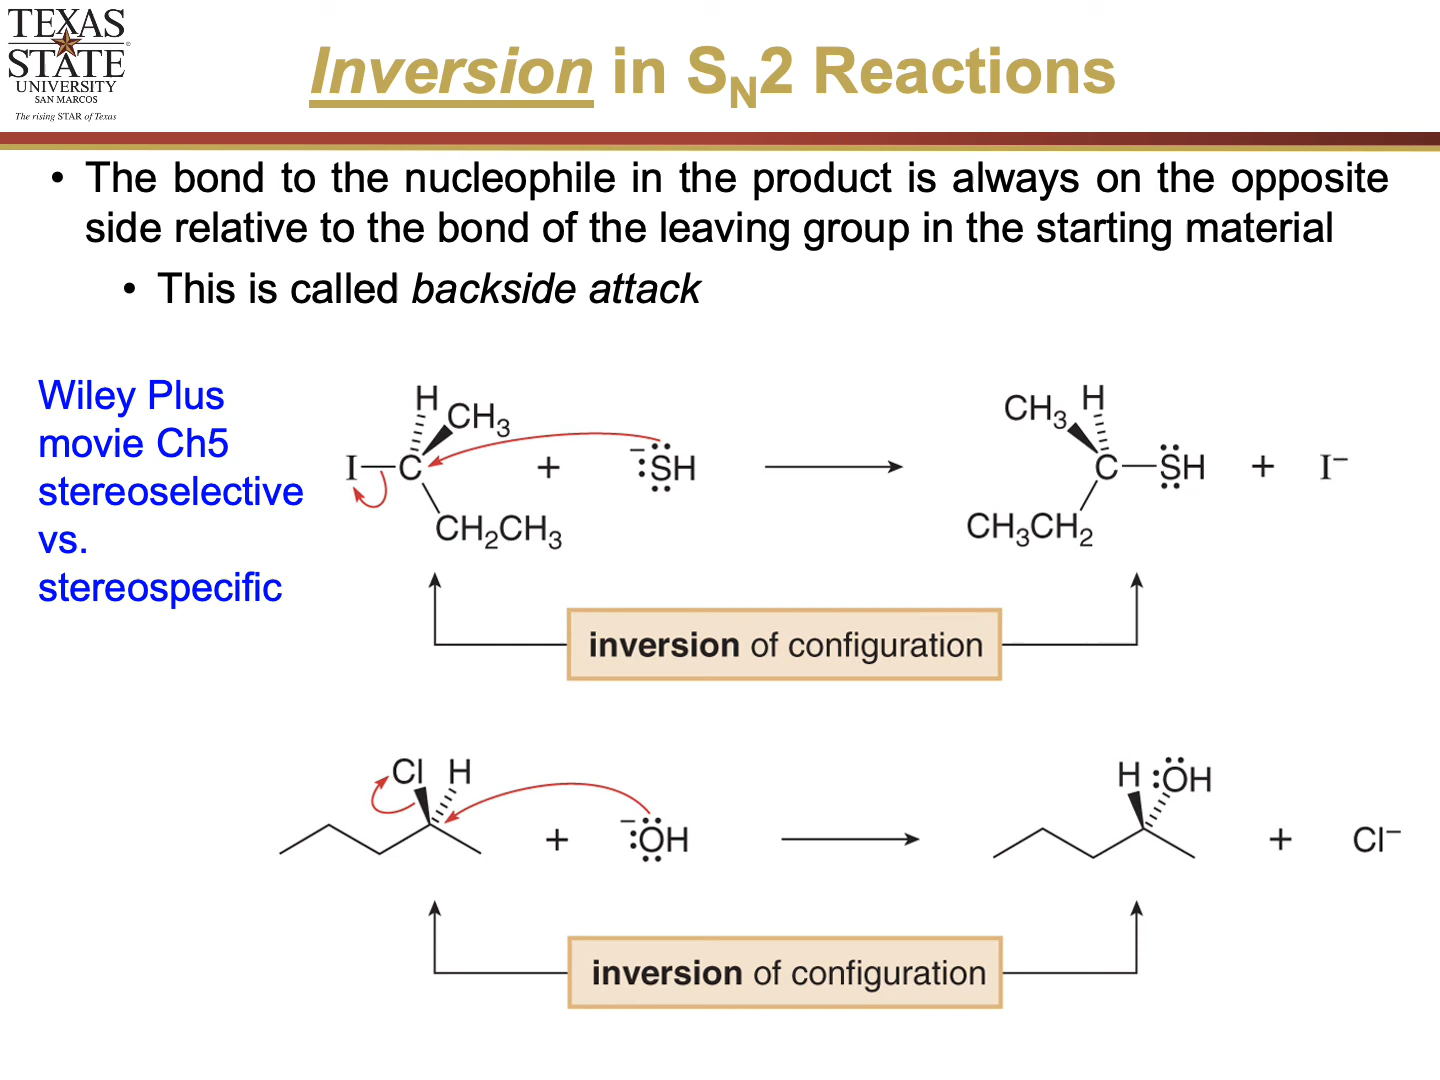 TEXAS
STATE
UNIVERSITY
SAN MARCOS
The rising STAR of Texas
®
Inversion in SN2 Reactions
• The bond to the nucleophile in the product is always on the opposite
side relative to the bond of the leaving group in the starting material
• This is called backside attack
Wiley Plus
movie Ch5
stereoselective
vs.
stereospecific
H
CH3
I—C + −:SH
CH2CH3
CH3 H
C—SH + I−
CH3CH2
inversion of configuration
Cl H
+ −:OH
H :OH
+ Cl−
inversion of configuration